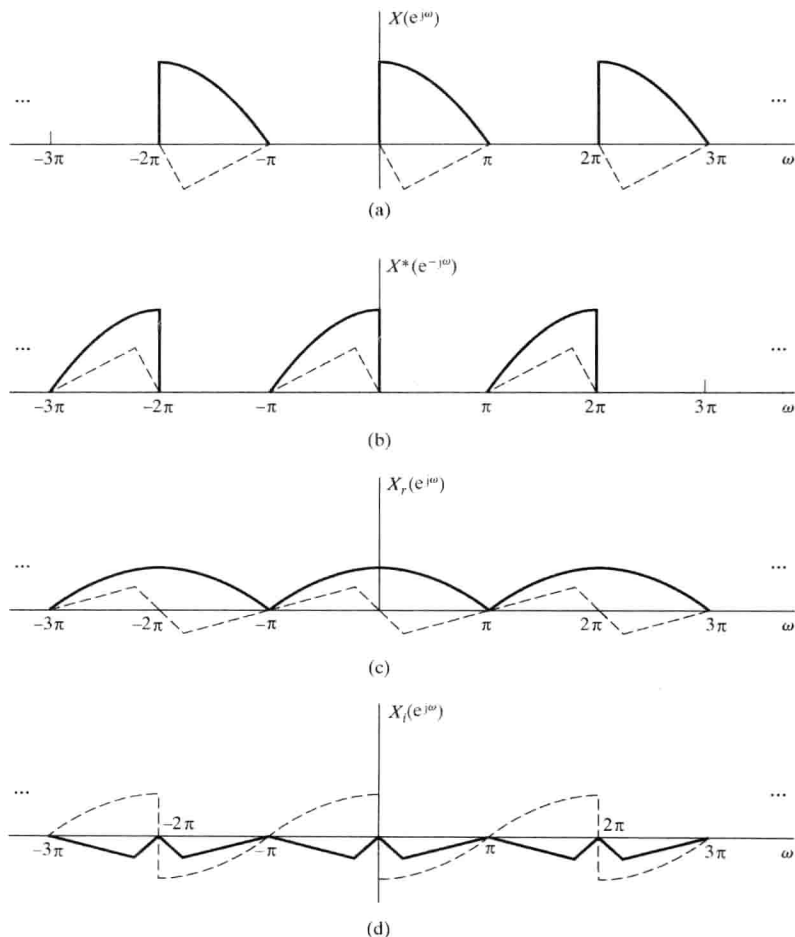 X(e^jω)
... ...
−3π −2π −π π 2π 3π ω
(a)
X*(e^−jω)
... ...
−3π −2π −π π 2π 3π ω
(b)
X_r(e^jω)
... ...
−3π −2π −π π 2π 3π ω
(c)
X_i(e^jω)
... ...
−2π 2π
−3π −π π 3π ω
(d)